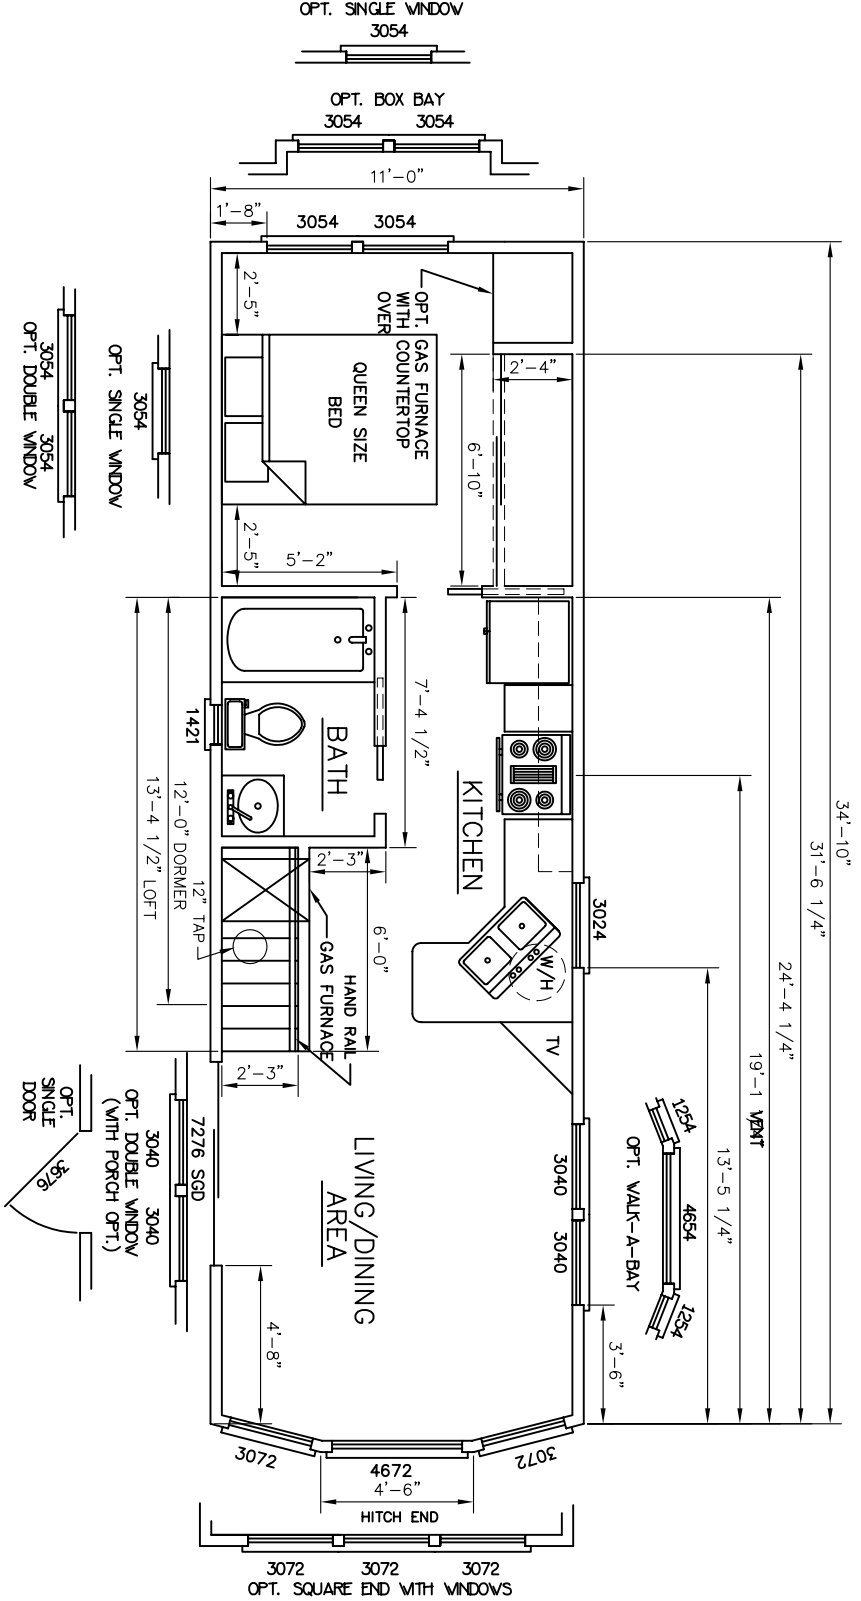 OPT. SINGLE WINDOW
3054
OPT. BOX BAY
3054 3054
11'-0"
1'-8"
3054 3054
2'-5"
OPT. GAS FURNACE
WITH COUNTERTOP
OVER
QUEEN SIZE
BED
2'-4"
6'-10"
2'-5"
5'-2"
OPT. SINGLE WINDOW
3054
3054 3054
OPT. DOUBLE WINDOW
34'-10"
31'-6 1/4"
24'-4 1/4"
19'-1
VENT
13'-5 1/4"
7'-4 1/2"
BATH
KITCHEN
1421
12'-0" DORMER
13'-4 1/2" LOFT
12" TAP
2'-3"
6'-0"
GAS FURNACE
HAND RAIL
2'-3"
3024
W/H
TV
1254
4654
1254
OPT. WALK-A-BAY
3040 3040
3'-6"
LIVING/DINING
AREA
7276 SGD
3040 3040
OPT. DOUBLE WINDOW
(WITH PORCH OPT.)
OPT.
SINGLE
DOOR
3676
4'-8"
3072
4672
3072
4'-6"
HITCH END
3072 3072 3072
OPT. SQUARE END WITH WINDOWS